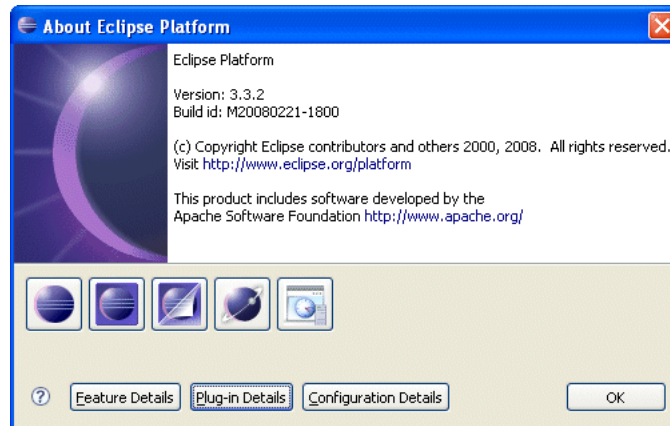 About Eclipse Platform
Eclipse Platform
Version: 3.3.2
Build id: M20080221-1800
(c) Copyright Eclipse contributors and others 2000, 2008. All rights reserved.
Visit http://www.eclipse.org/platform
This product includes software developed by the
Apache Software Foundation http://www.apache.org/
Feature Details Plug-in Details Configuration Details OK